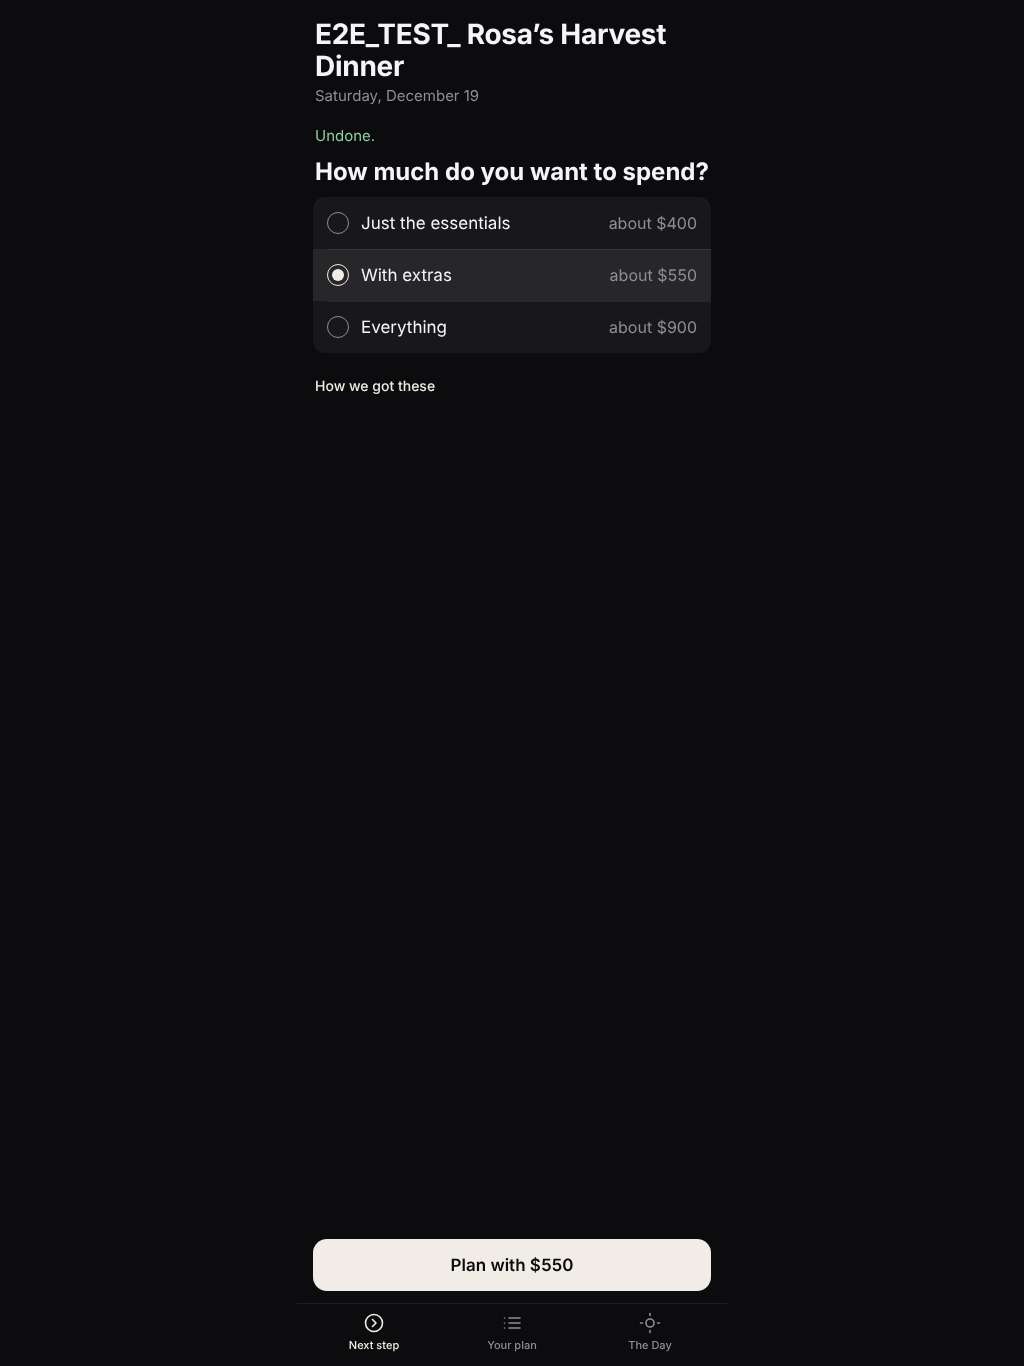 E2E_TEST_ Rosa’s Harvest
Dinner
Saturday, December 19
Undone.
How much do you want to spend?
Just the essentials about $400
With extras about $550
Everything about $900
How we got these
Plan with $550
Next step Your plan The Day